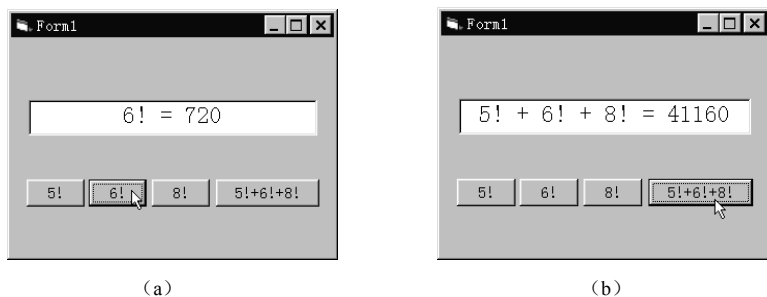 Form1
6! = 720
5! 6! 8! 5!+6!+8!
(a)
Form1
5! + 6! + 8! = 41160
5! 6! 8! 5!+6!+8!
(b)